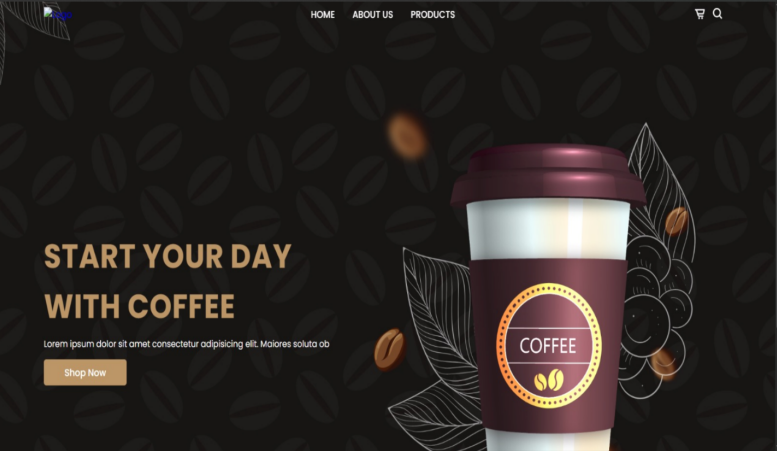 HOME ABOUT US PRODUCTS
START YOUR DAY
WITH COFFEE
Lorem ipsum dolor sit amet consectetur adipisicing elit. Maiores soluta ob
Shop Now
COFFEE